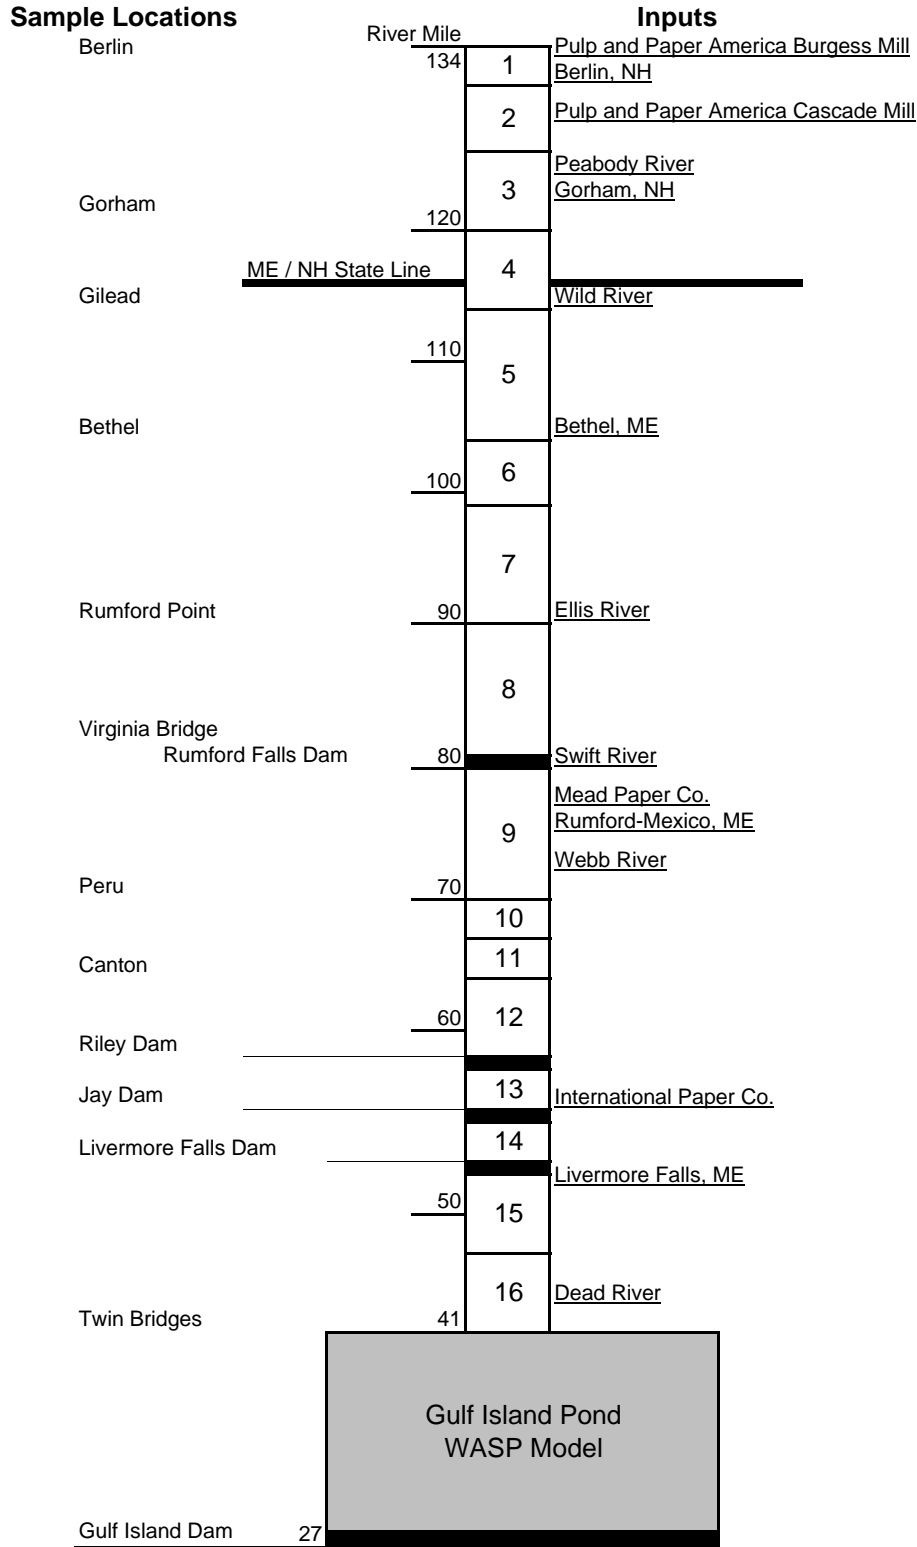 Sample Locations
Inputs
River Mile
Berlin
Pulp and Paper America Burgess Mill
134
1
Berlin, NH
2
Pulp and Paper America Cascade Mill
Peabody River
3
Gorham, NH
Gorham
120
ME / NH State Line
4
Gilead
Wild River
110
5
Bethel
Bethel, ME
6
100
7
Rumford Point
90
Ellis River
8
Virginia Bridge
Rumford Falls Dam
80
Swift River
Mead Paper Co.
Rumford-Mexico, ME
9
Webb River
Peru
70
10
11
Canton
60
12
Riley Dam
13
Jay Dam
International Paper Co.
14
Livermore Falls Dam
Livermore Falls, ME
50
15
16
Dead River
Twin Bridges
41
Gulf Island Pond
WASP Model
Gulf Island Dam
27